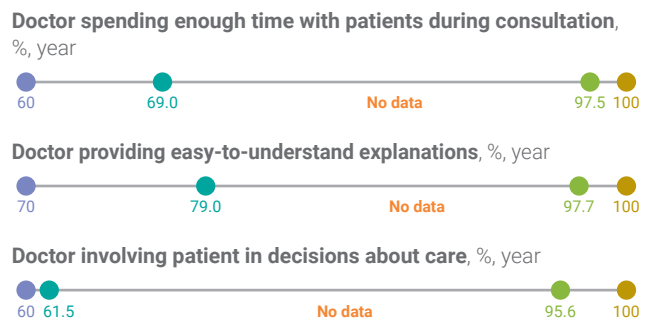 Doctor spending enough time with patients during consultation,
%, year
60 69.0 No data 97.5 100
Doctor providing easy-to-understand explanations, %, year
70 79.0 No data 97.7 100
Doctor involving patient in decisions about care, %, year
60 61.5 No data 95.6 100